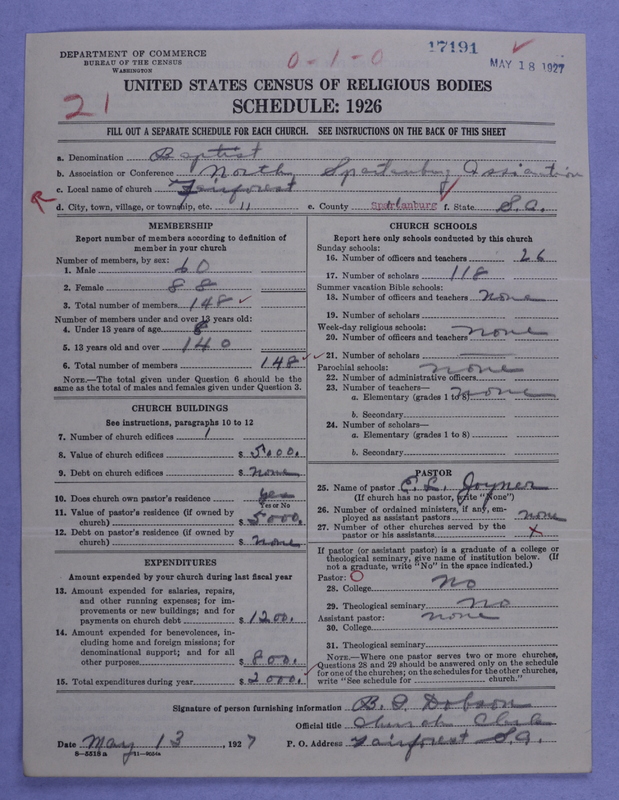 DEPARTMENT OF COMMERCE
BUREAU OF THE CENSUS
WASHINGTON
0-1-0
17191
MAY 18 1927
21
UNITED STATES CENSUS OF RELIGIOUS BODIES
SCHEDULE: 1926
FILL OUT A SEPARATE SCHEDULE FOR EACH CHURCH. SEE INSTRUCTIONS ON THE BACK OF THIS SHEET
a. Denomination Baptist
b. Association or Conference North Spartanburg Assiciation
c. Local name of church Fairforest
d. City, town, village, or township, etc. 11 e. County Spartanburg f. State S.C.
MEMBERSHIP
Report number of members according to definition of
member in your church
Number of members, by sex:
1. Male 60
2. Female 88
3. Total number of members 148
Number of members under and over 13 years old:
4. Under 13 years of age 8
5. 13 years old and over 140
6. Total number of members 148
NOTE.—The total given under Question 6 should be
same as the total of males and females given under Question 3.
CHURCH BUILDINGS
See instructions, paragraphs 10 to 12
7. Number of church edifices 1
8. Value of church edifices $ 5000.
9. Debt on church edifices $ none
10. Does church own pastor's residence yes
Yes or No
11. Value of pastor's residence (if owned by
church) $ 5000.
12. Debt on pastor's residence (if owned by
church) $ none
EXPENDITURES
Amount expended by your church during last fiscal year
13. Amount expended for salaries, repairs,
and other running expenses; for im-
provements or new buildings; and for
payments on church debt $ 1200.
14. Amount expended for benevolences, in-
cluding home and foreign missions; for
denominational support; and for all
other purposes $ 800.
15. Total expenditures during year $ 2000.
CHURCH SCHOOLS
Report here only schools conducted by this church
Sunday schools:
16. Number of officers and teachers 26
17. Number of scholars 118
Summer vacation Bible schools:
18. Number of officers and teachers none
19. Number of scholars
Week-day religious schools:
20. Number of officers and teachers none
21. Number of scholars
Parochial schools:
22. Number of administrative officers none
23. Number of teachers—
a. Elementary (grades 1 to 8) none
b. Secondary
24. Number of scholars—
a. Elementary (grades 1 to 8)
b. Secondary
PASTOR
25. Name of pastor E. L. Joyner
(If church has no pastor, write "None")
26. Number of ordained ministers, if any, em-
ployed as assistant pastors none
27. Number of other churches served by the
pastor or his assistants x
If pastor (or assistant pastor) is a graduate of a college or
theological seminary, give name of institution below. (If
not a graduate, write "No" in the space indicated.)
Pastor: O
28. College No
29. Theological seminary No
Assistant pastor: none
30. College
31. Theological seminary
NOTE.—Where one pastor serves two or more churches,
Questions 28 and 29 should be answered only on the schedule
for one of the churches; on the schedules for the other churches,
write "See schedule for church."
Signature of person furnishing information B. I. Dobson
Official title Church Clerk
Date May 13, 1927 P. O. Address Fairforest S.C.
8-5518 a 11-9034a